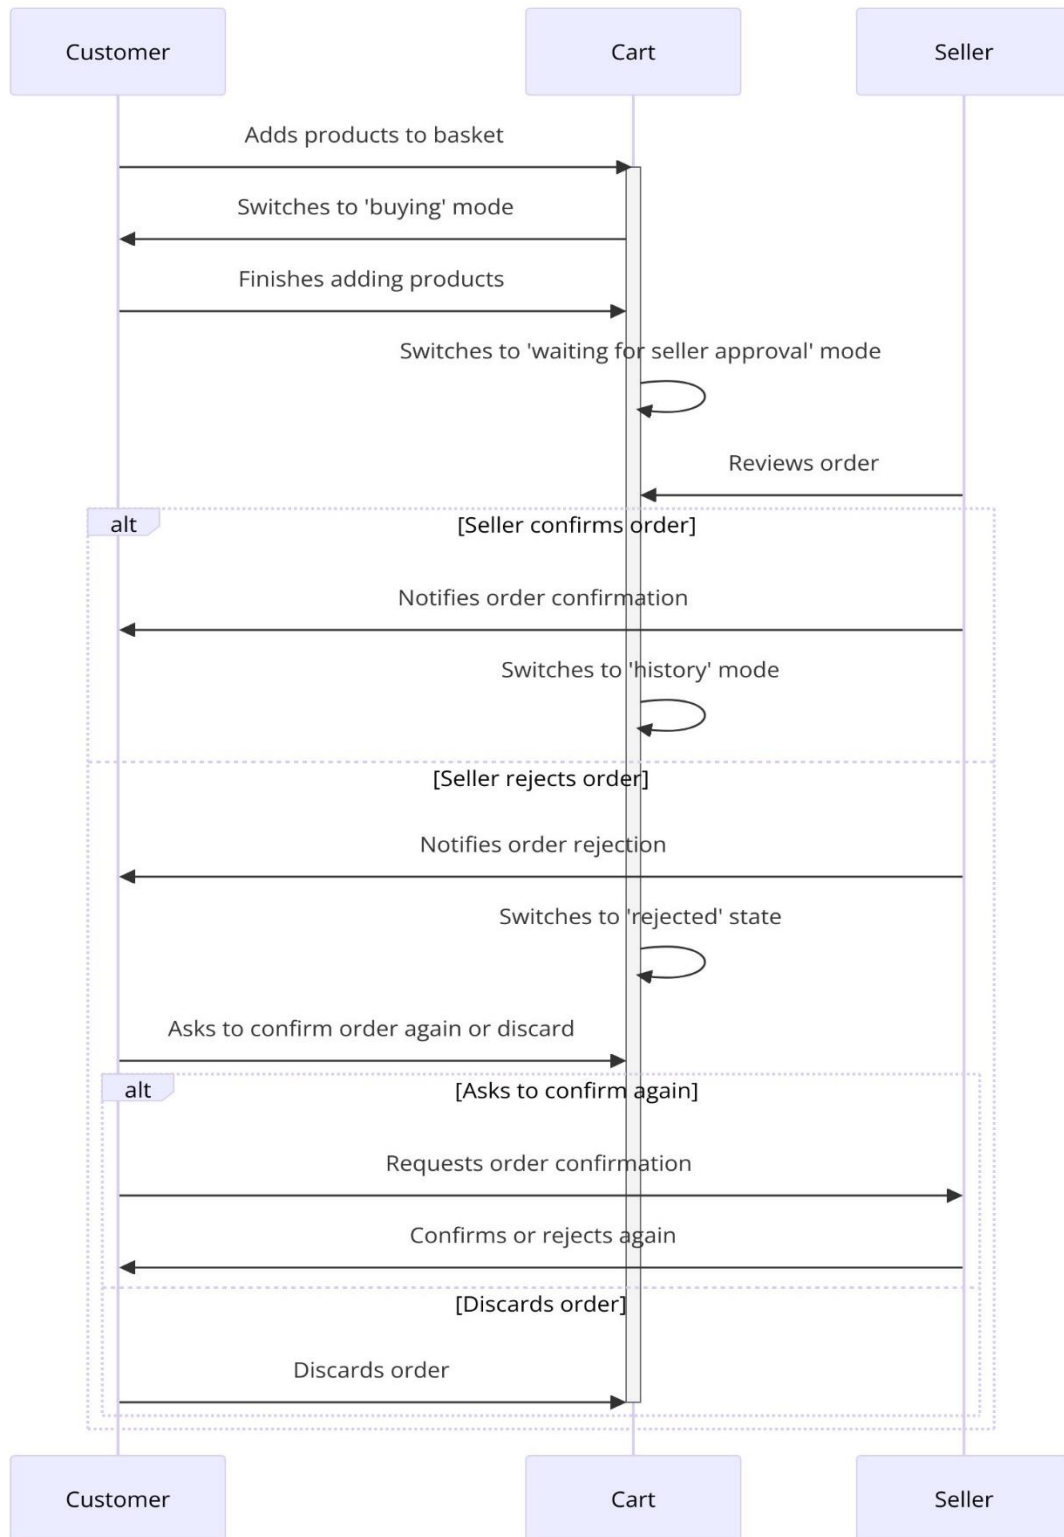 Customer
Cart
Seller
Adds products to basket
Switches to 'buying' mode
Finishes adding products
Switches to 'waiting for seller approval' mode
Reviews order
alt
[Seller confirms order]
Notifies order confirmation
Switches to 'history' mode
[Seller rejects order]
Notifies order rejection
Switches to 'rejected' state
Asks to confirm order again or discard
alt
[Asks to confirm again]
Requests order confirmation
Confirms or rejects again
[Discards order]
Discards order
Customer
Cart
Seller